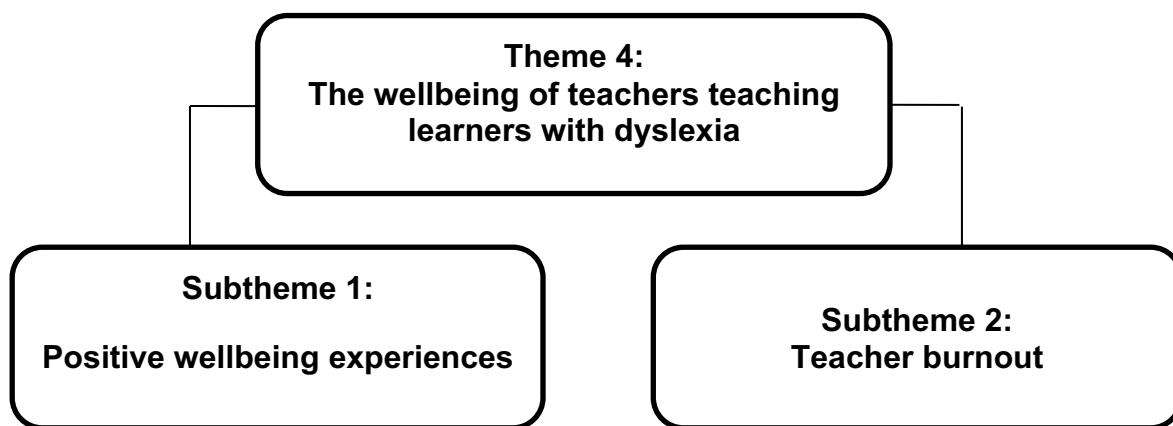 Theme 4:
The wellbeing of teachers teaching
learners with dyslexia
Subtheme 1:
Positive wellbeing experiences
Subtheme 2:
Teacher burnout